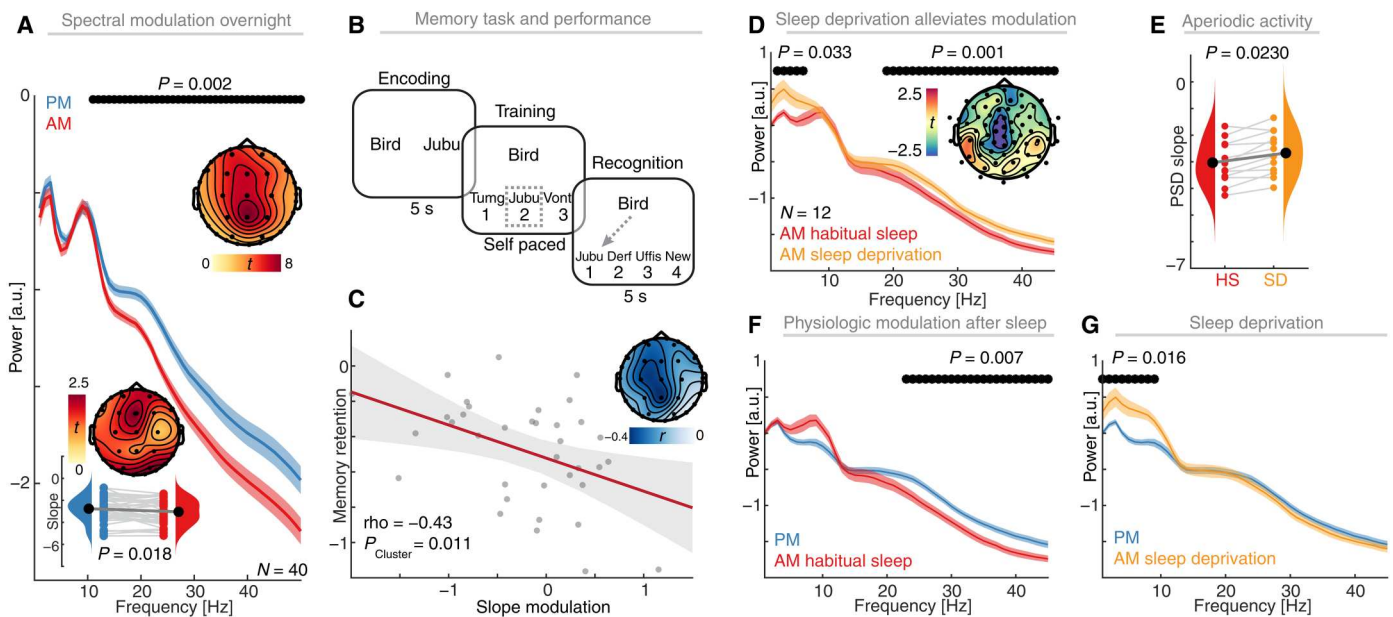 A Spectral modulation overnight
P = 0.002
0
PM
AM
0 t 8
Power [a.u.]
2.5
t
0
0
Slope
−6
P = 0.018
−2
N = 40
10 20 30 40
Frequency [Hz]
B Memory task and performance
Encoding
Bird Jubu
5 s
Training
Bird
Tumg Jubu Vont
1 2 3
Self paced
Recognition
Bird
Jubu Derf Uffis New
1 2 3 4
5 s
C
0
Memory retention
−1
−0.4 r 0
rho = −0.43
P Cluster = 0.011
−1 0 1
Slope modulation
D Sleep deprivation alleviates modulation
1
P = 0.033 P = 0.001
2.5
t
−2.5
Power [a.u.]
−1
N = 12
AM habitual sleep
AM sleep deprivation
10 20 30 40
Frequency [Hz]
E Aperiodic activity
P = 0.0230
0
PSD slope
−7
HS SD
F Physiologic modulation after sleep
1
P = 0.007
Power [a.u.]
−1
PM
AM habitual sleep
10 20 30 40
Frequency [Hz]
G Sleep deprivation
1
P = 0.016
Power [a.u.]
−1
PM
AM sleep deprivation
10 20 30 40
Frequency [Hz]